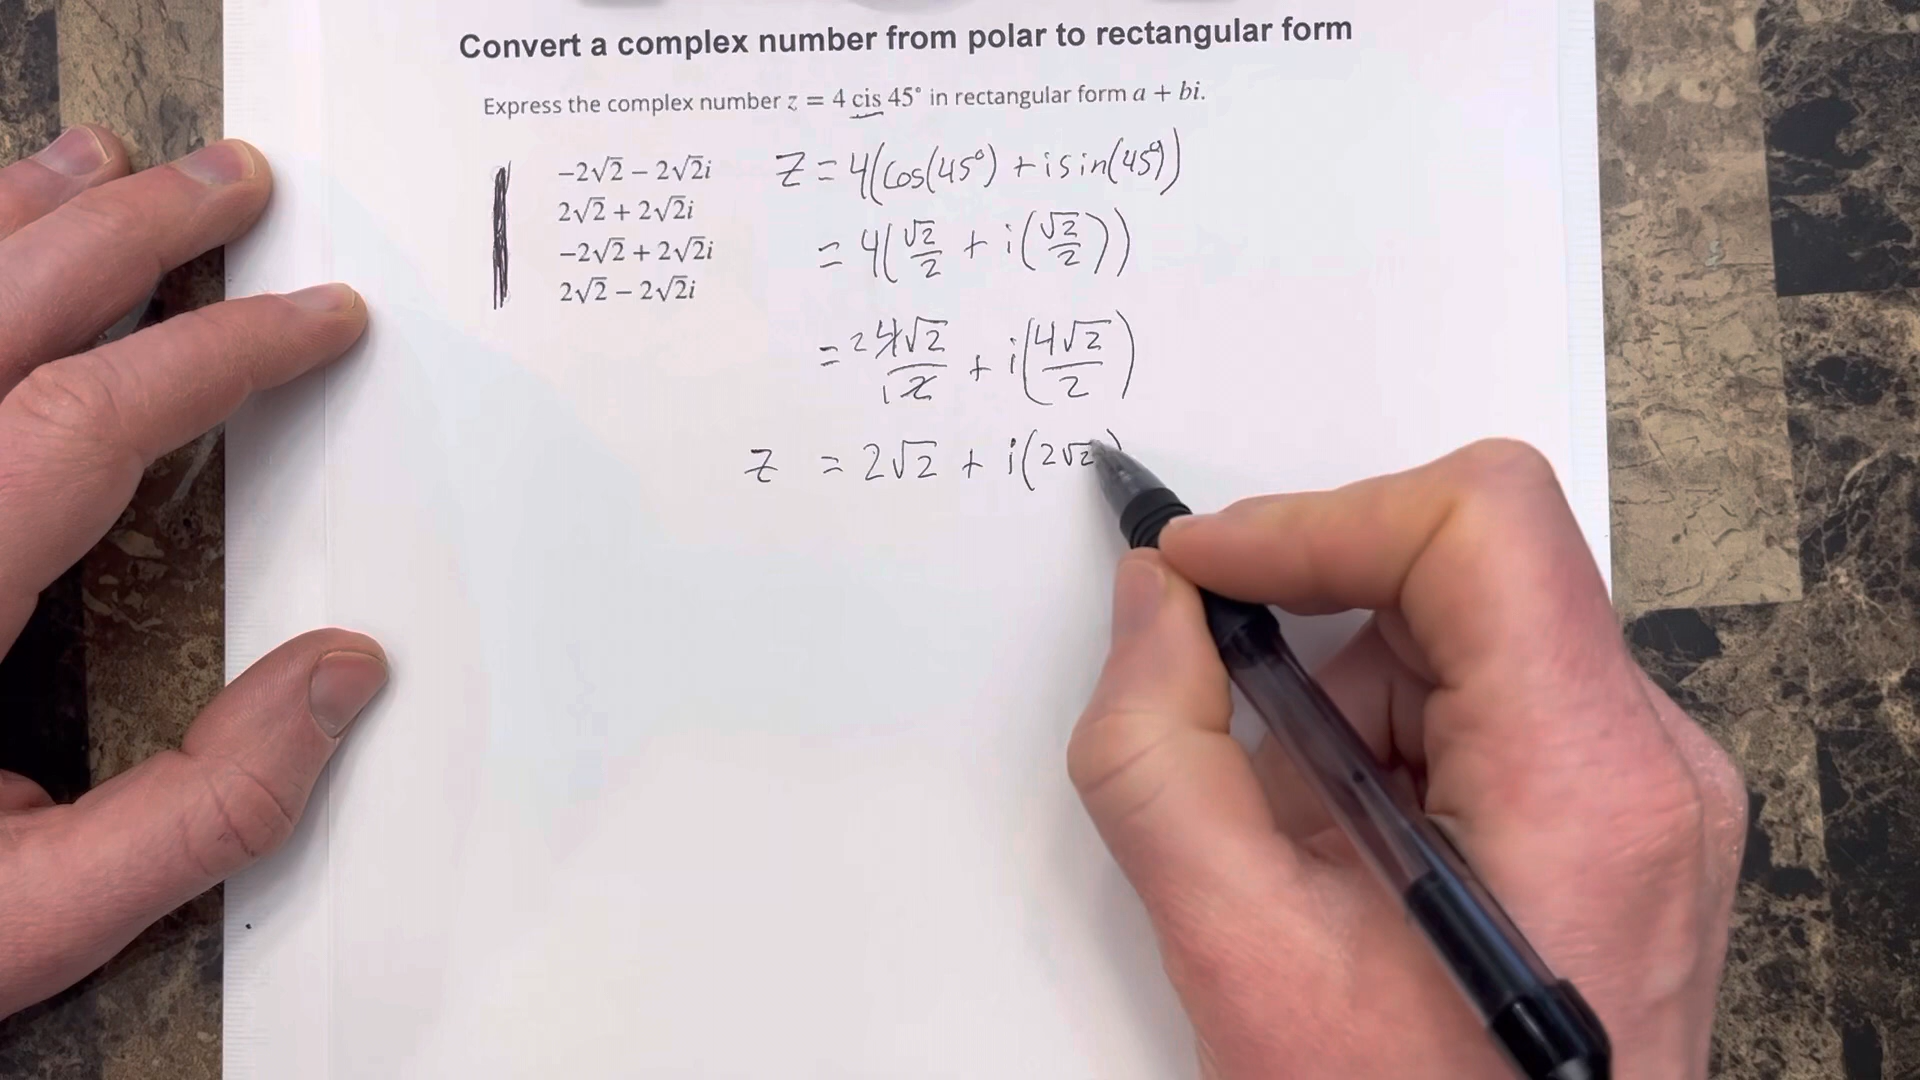 Convert a complex number from polar to rectangular form
Express the complex number z = 4 cis 45° in rectangular form a + bi.
−2√2 − 2√2i
2√2 + 2√2i
−2√2 + 2√2i
2√2 − 2√2i
Z = 4(cos(45°) + i sin(45°))
= 4(√2/2 + i(√2/2))
= 2 4√2/1 2 + i(4√2/2)
Z = 2√2 + i(2√2)